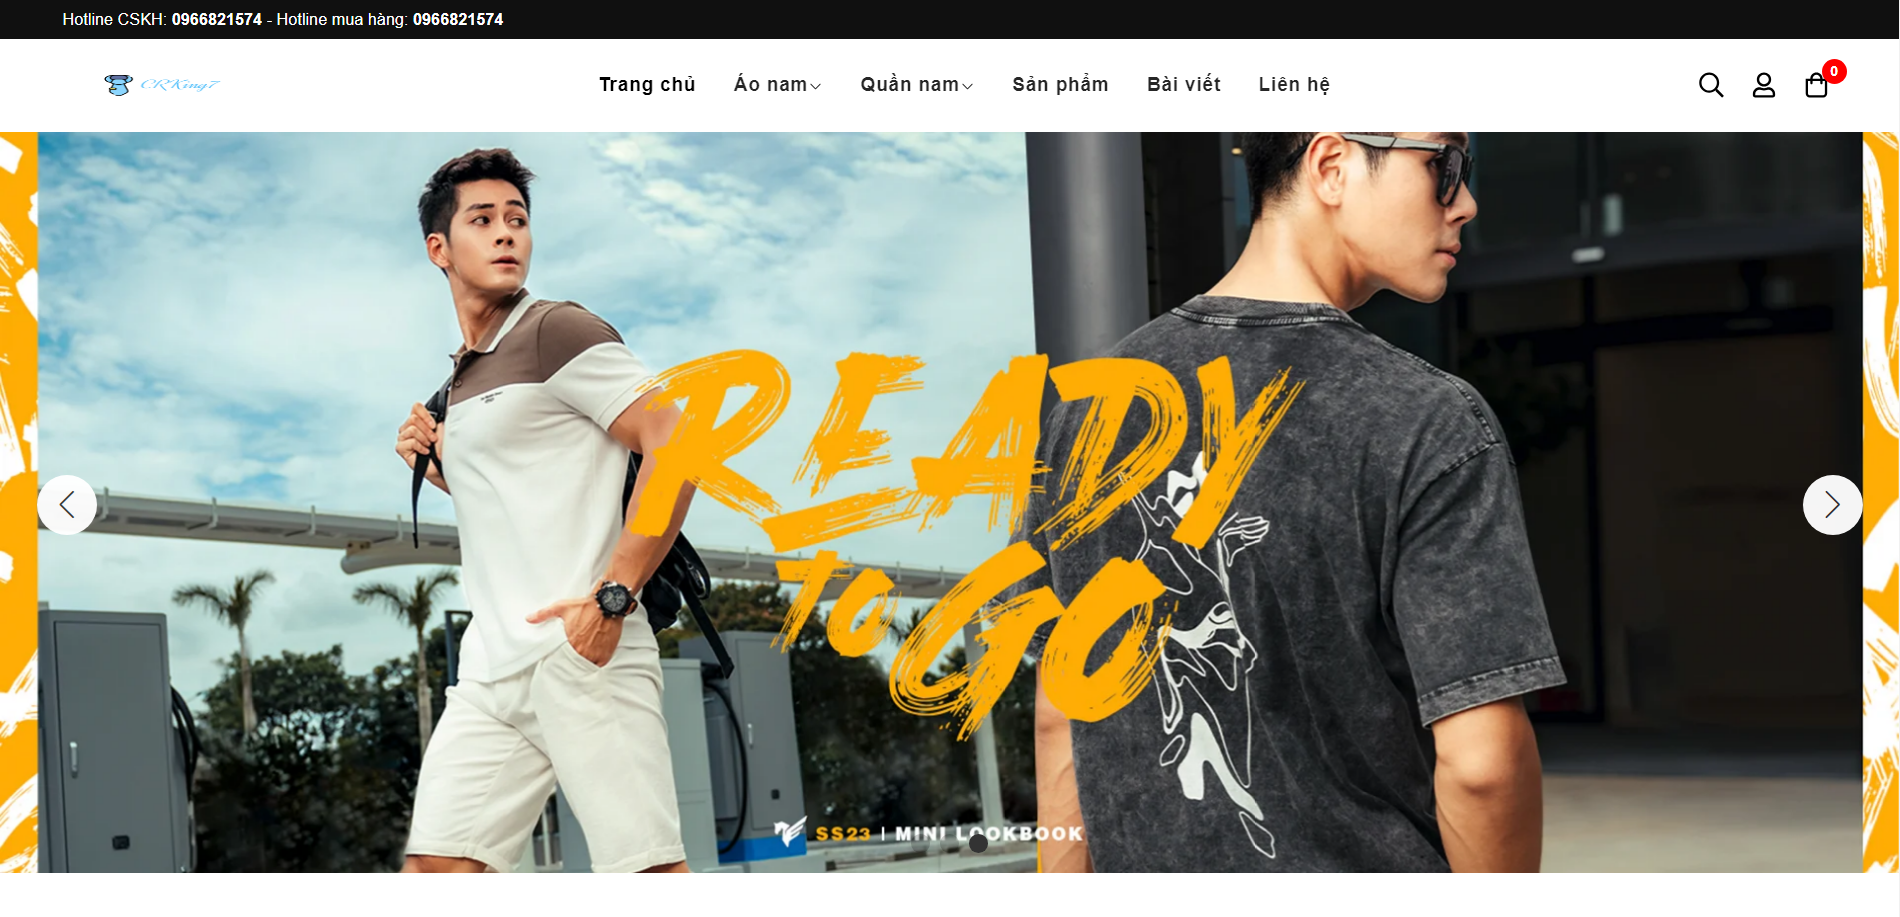 Hotline CSKH: 0966821574 - Hotline mua hàng: 0966821574
CRKing7
Trang chủ
Áo nam
Quần nam
Sản phẩm
Bài viết
Liên hệ
0
READY
TO GO
SS23 | MINI LOOKBOOK